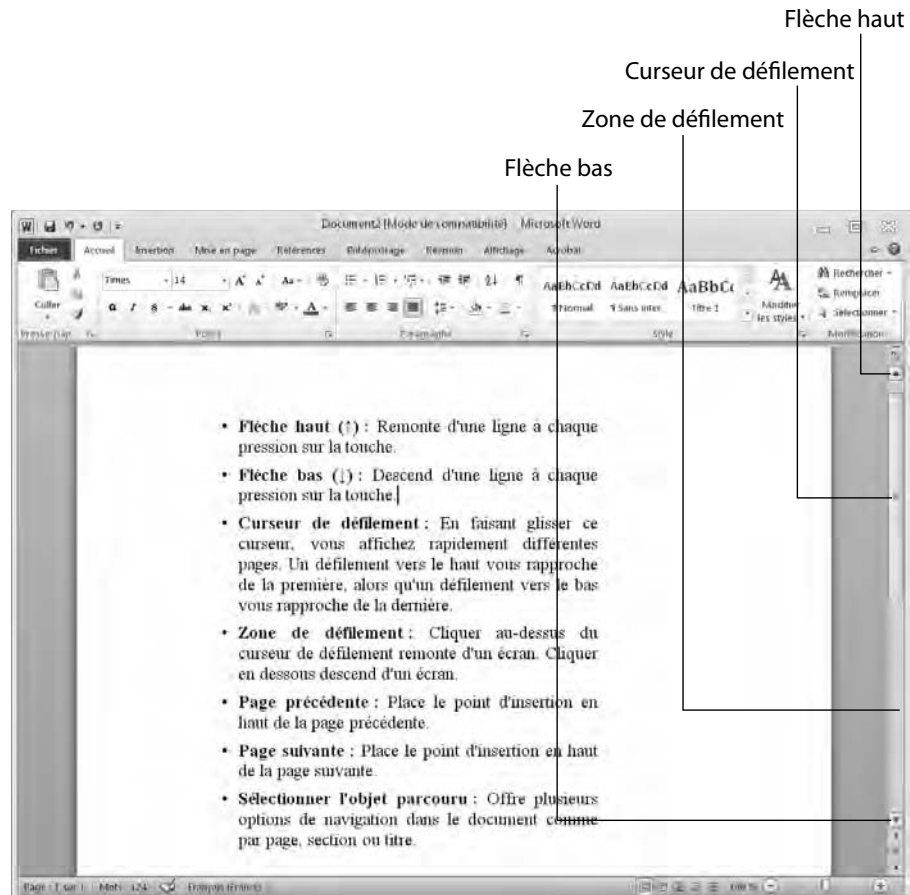 Flèche haut
Curseur de défilement
Zone de défilement
Flèche bas
Document2 [Mode de compatibilité] - Microsoft Word
Fichier Accueil Insertion Mise en page Références Publipostage Révision Affichage Acrobat
Times 14
Coller
AaBbCcDd AaBbCcDd AaBbCc
¶ Normal ¶ Sans inter... Titre 1
Modifier
les styles
Rechercher
Remplacer
Sélectionner
Police Paragraphe Style Modification
• Flèche haut (↑) : Remonte d'une ligne à chaque
pression sur la touche.
• Flèche bas (↓) : Descend d'une ligne à chaque
pression sur la touche.
• Curseur de défilement : En faisant glisser ce
curseur, vous affichez rapidement différentes
pages. Un défilement vers le haut vous rapproche
de la première, alors qu'un défilement vers le bas
vous rapproche de la dernière.
• Zone de défilement : Cliquer au-dessus du
curseur de défilement remonte d'un écran. Cliquer
en dessous descend d'un écran.
• Page précédente : Place le point d'insertion en
haut de la page précédente.
• Page suivante : Place le point d'insertion en haut
de la page suivante.
• Sélectionner l'objet parcouru : Offre plusieurs
options de navigation dans le document comme
par page, section ou titre.
Page : 1 sur 1 Mots : 124 Français (France) 100 %